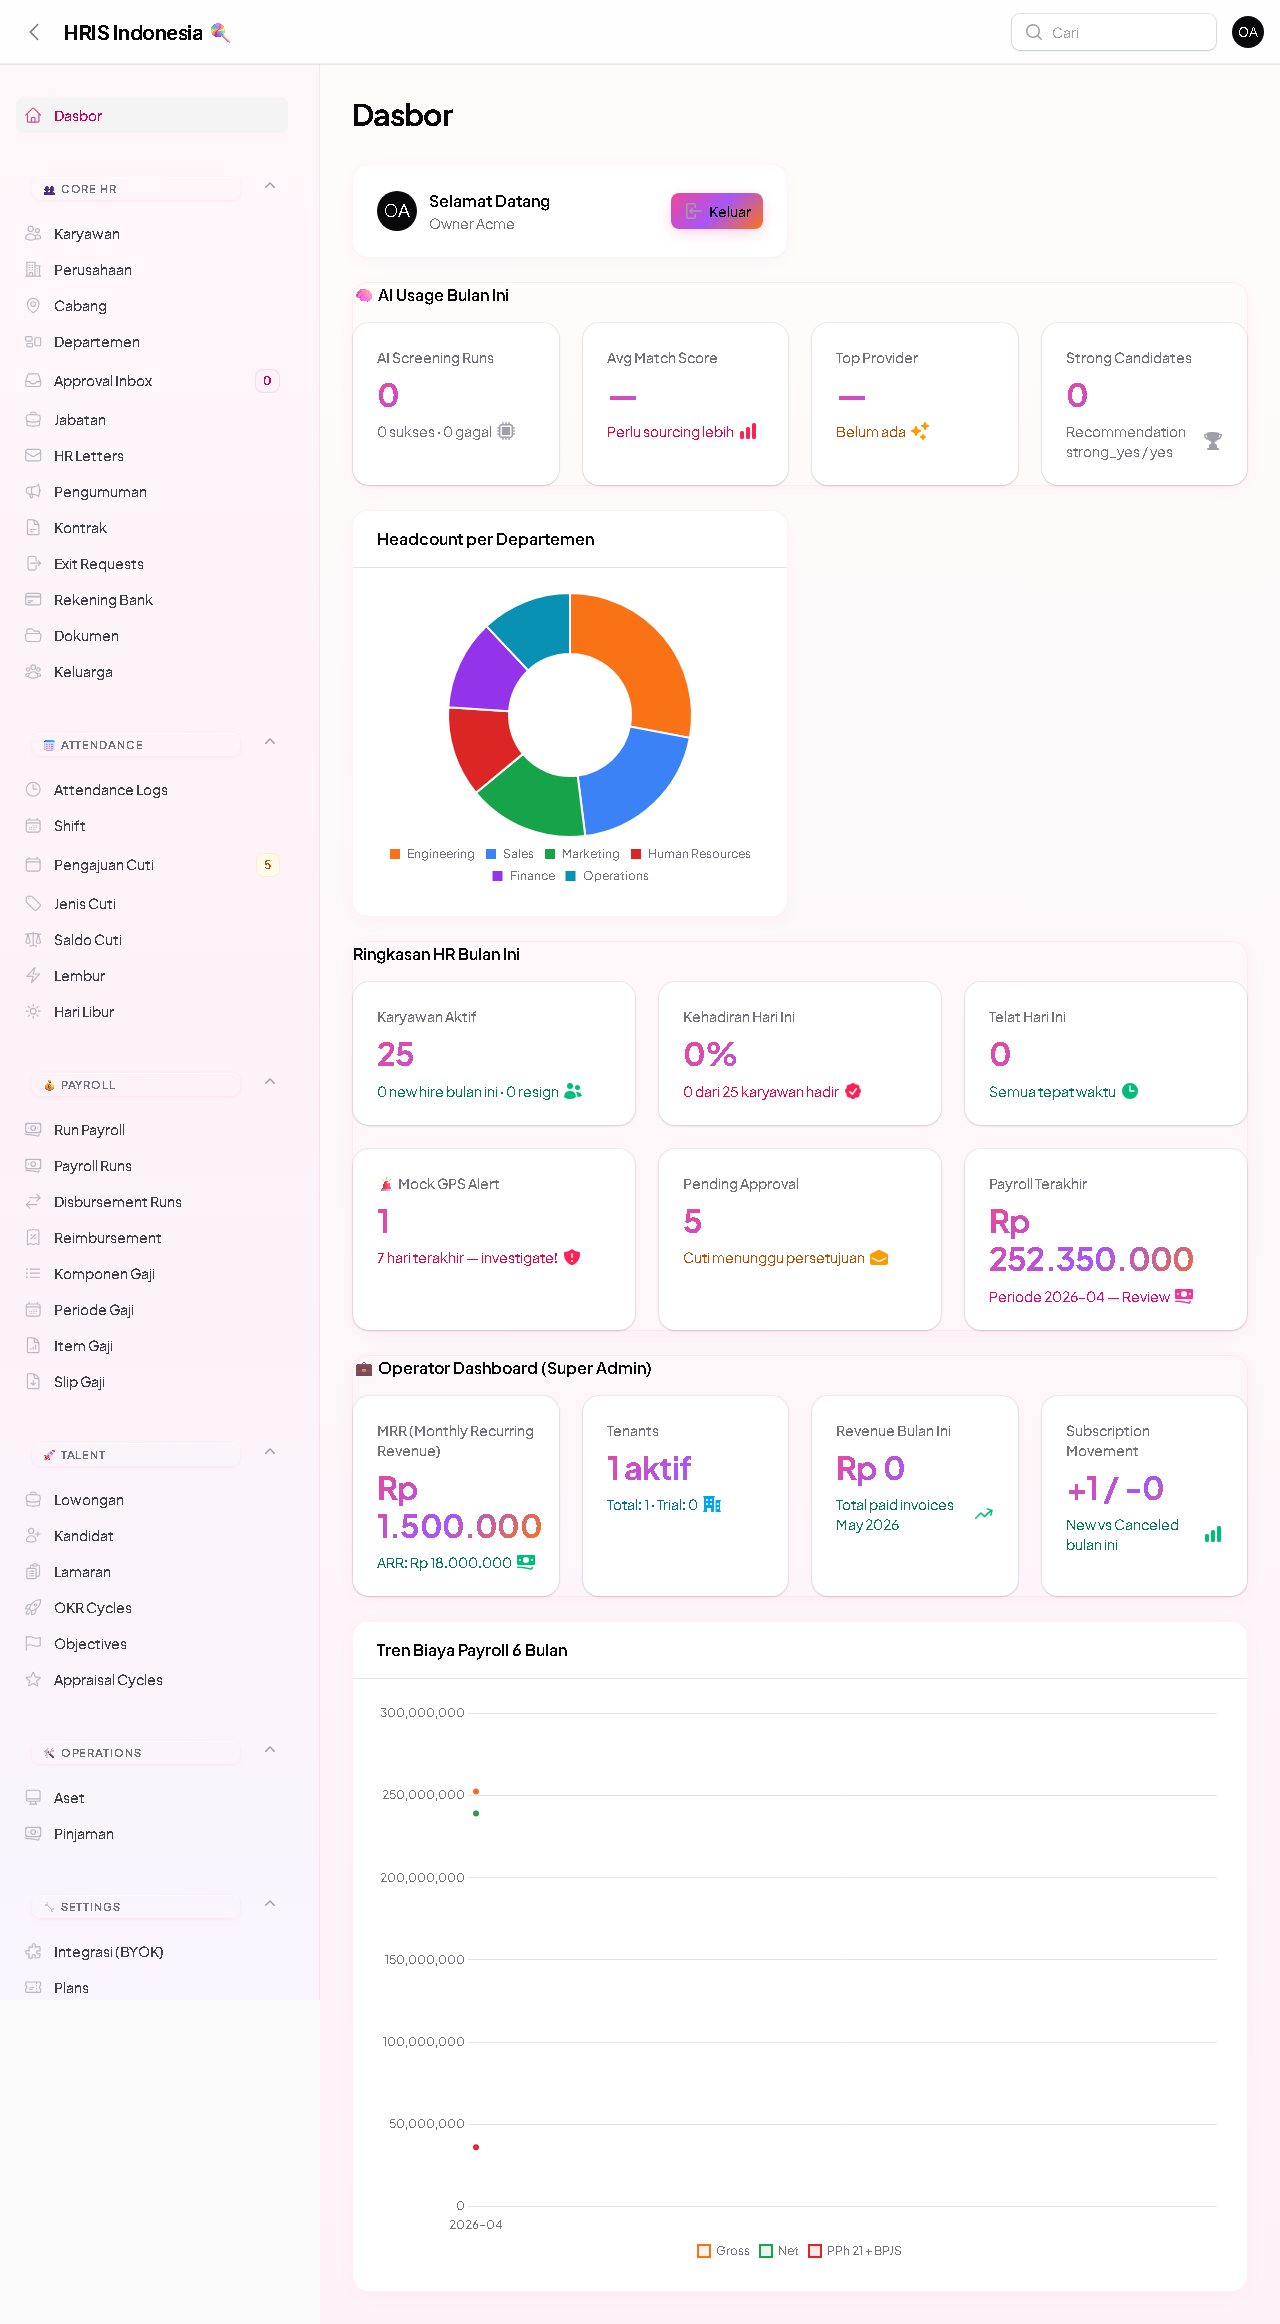 HRIS Indonesia
Cari
OA
Dasbor
CORE HR
Karyawan
Perusahaan
Cabang
Departemen
Approval Inbox 0
Jabatan
HR Letters
Pengumuman
Kontrak
Exit Requests
Rekening Bank
Dokumen
Keluarga
ATTENDANCE
Attendance Logs
Shift
Pengajuan Cuti 5
Jenis Cuti
Saldo Cuti
Lembur
Hari Libur
PAYROLL
Run Payroll
Payroll Runs
Disbursement Runs
Reimbursement
Komponen Gaji
Periode Gaji
Item Gaji
Slip Gaji
TALENT
Lowongan
Kandidat
Lamaran
OKR Cycles
Objectives
Appraisal Cycles
OPERATIONS
Aset
Pinjaman
SETTINGS
Integrasi (BYOK)
Plans
Dasbor
OA
Selamat Datang
Owner Acme
Keluar
AI Usage Bulan Ini
AI Screening Runs
0
0 sukses · 0 gagal
Avg Match Score
—
Perlu sourcing lebih
Top Provider
—
Belum ada
Strong Candidates
0
Recommendation
strong_yes / yes
Headcount per Departemen
Engineering Sales Marketing Human Resources
Finance Operations
Ringkasan HR Bulan Ini
Karyawan Aktif
25
0 new hire bulan ini · 0 resign
Kehadiran Hari Ini
0%
0 dari 25 karyawan hadir
Telat Hari Ini
0
Semua tepat waktu
Mock GPS Alert
1
7 hari terakhir — investigate!
Pending Approval
5
Cuti menunggu persetujuan
Payroll Terakhir
Rp
252.350.000
Periode 2026-04 — Review
Operator Dashboard (Super Admin)
MRR (Monthly Recurring
Revenue)
Rp
1.500.000
ARR: Rp 18.000.000
Tenants
1 aktif
Total: 1 · Trial: 0
Revenue Bulan Ini
Rp 0
Total paid invoices
May 2026
Subscription
Movement
+1 / -0
New vs Canceled
bulan ini
Tren Biaya Payroll 6 Bulan
300,000,000
250,000,000
200,000,000
150,000,000
100,000,000
50,000,000
0
2026-04
Gross Net PPh 21 + BPJS